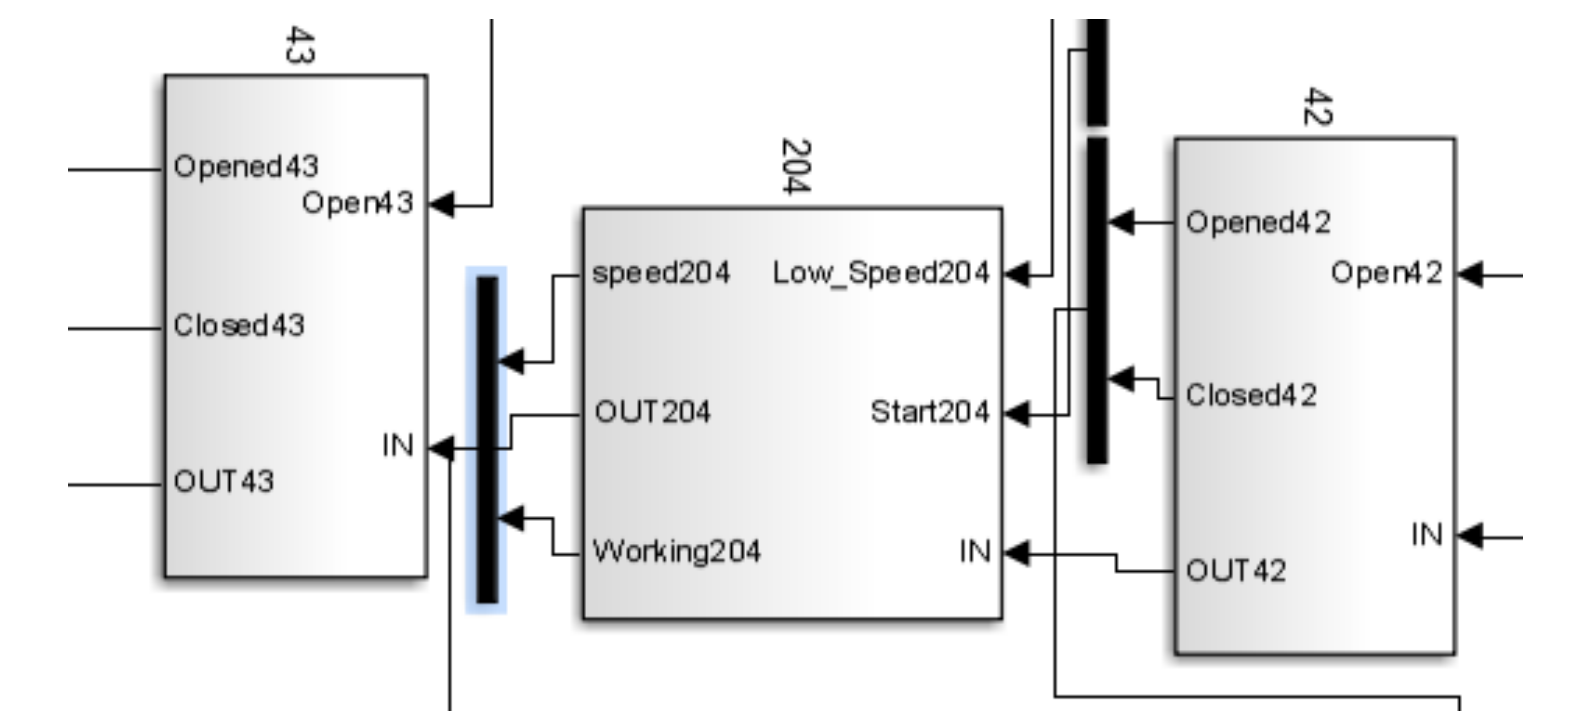 43
Opened43
Open43
Closed43
IN
OUT43
204
speed204
Low_Speed204
OUT204
Start204
Working204
IN
42
Opened42
Open42
Closed42
IN
OUT42